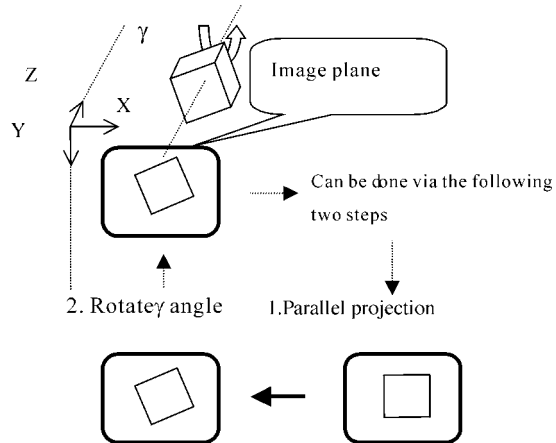 γ
Z
X
Y
Image plane
Can be done via the following
two steps
2. Rotateγ angle
1.Parallel projection